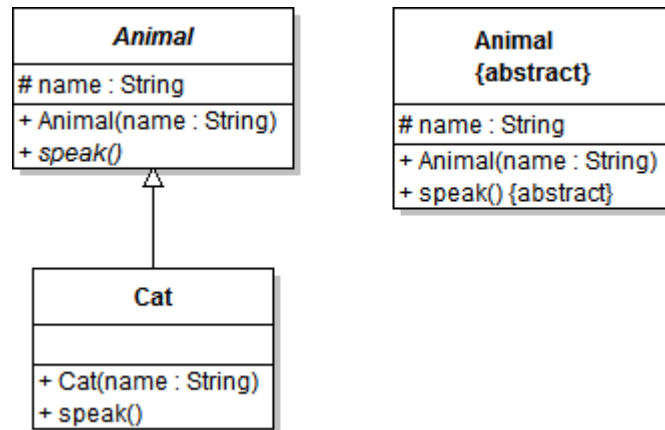 Animal
# name : String
+ Animal(name : String)
+ speak()
Cat
+ Cat(name : String)
+ speak()
Animal
{abstract}
# name : String
+ Animal(name : String)
+ speak() {abstract}